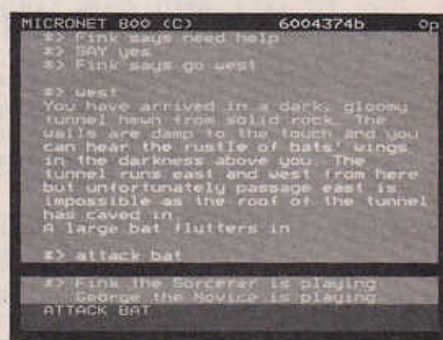 MICRONET 800 (C) 6004374b 0p
*> Fink says need help
*> SAY yes
*> Fink says go west
*> west
You have arrived in a dark, gloomy
tunnel hewn from solid rock. The
walls are damp to the touch and you
can hear the rustle of bats' wings
in the darkness above you. The
tunnel runs east and west from here
but unfortunately passage east is
impossible as the roof of the tunnel
has caved in
A large bat flutters in
*> attack bat
*> Fink the Sorcerer is playing
George the Novice is playing
ATTACK BAT